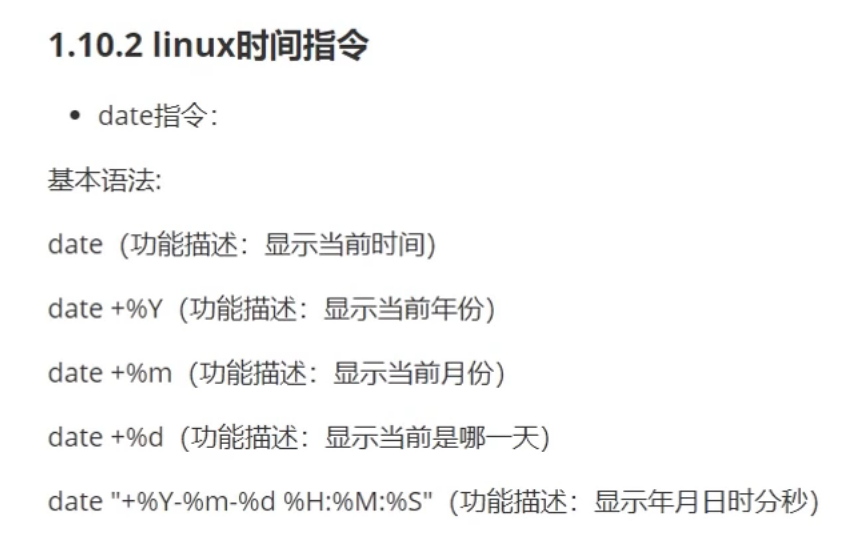 1.10.2 linux时间指令
• date指令：
基本语法:
date（功能描述：显示当前时间）
date +%Y（功能描述：显示当前年份）
date +%m（功能描述：显示当前月份）
date +%d（功能描述：显示当前是哪一天）
date "+%Y-%m-%d %H:%M:%S"（功能描述：显示年月日时分秒）